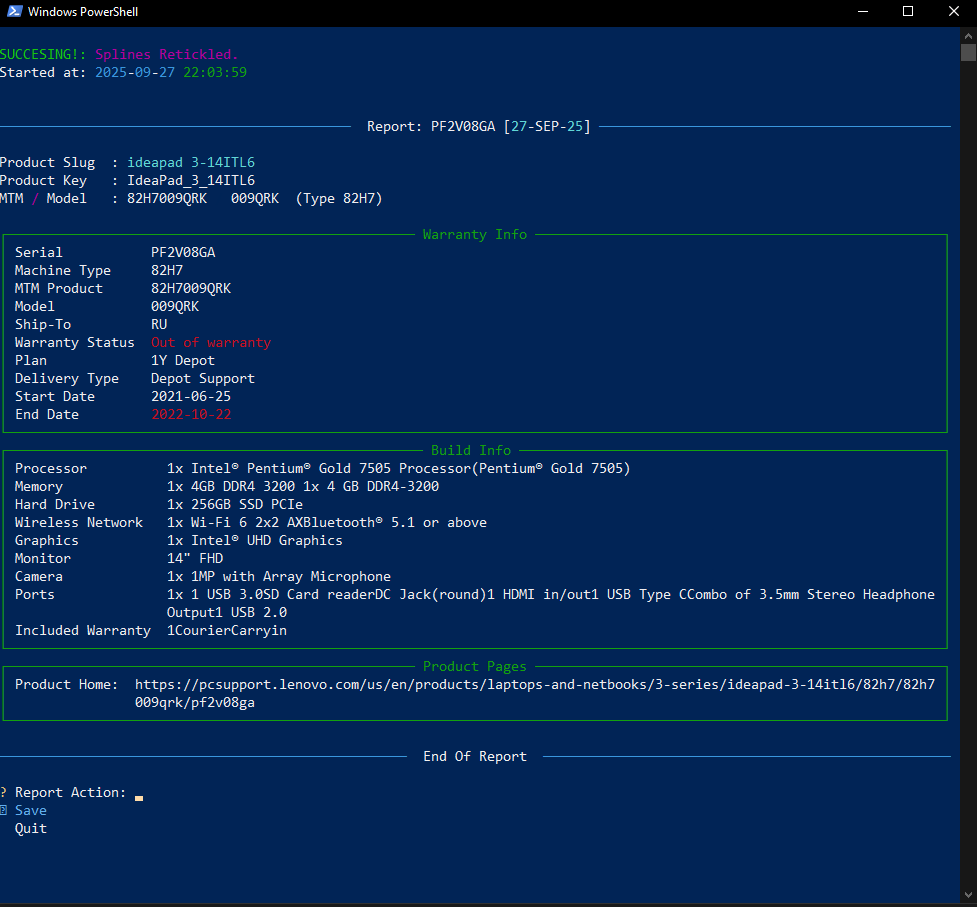 Windows PowerShell
SUCCESING!: Splines Retickled.
Started at: 2025-09-27 22:03:59
Report: PF2V08GA [27-SEP-25]
Product Slug : ideapad 3-14ITL6
Product Key : IdeaPad_3_14ITL6
MTM / Model : 82H7009QRK 009QRK (Type 82H7)
Warranty Info
Serial PF2V08GA
Machine Type 82H7
MTM Product 82H7009QRK
Model 009QRK
Ship-To RU
Warranty Status Out of warranty
Plan 1Y Depot
Delivery Type Depot Support
Start Date 2021-06-25
End Date 2022-10-22
Build Info
Processor 1x Intel® Pentium® Gold 7505 Processor(Pentium® Gold 7505)
Memory 1x 4GB DDR4 3200 1x 4 GB DDR4-3200
Hard Drive 1x 256GB SSD PCIe
Wireless Network 1x Wi-Fi 6 2x2 AXBluetooth® 5.1 or above
Graphics 1x Intel® UHD Graphics
Monitor 14" FHD
Camera 1x 1MP with Array Microphone
Ports 1x 1 USB 3.0SD Card readerDC Jack(round)1 HDMI in/out1 USB Type CCombo of 3.5mm Stereo Headphone
Output1 USB 2.0
Included Warranty 1CourierCarryin
Product Pages
Product Home: https://pcsupport.lenovo.com/us/en/products/laptops-and-netbooks/3-series/ideapad-3-14itl6/82h7/82h7
009qrk/pf2v08ga
End Of Report
? Report Action:
Save
Quit